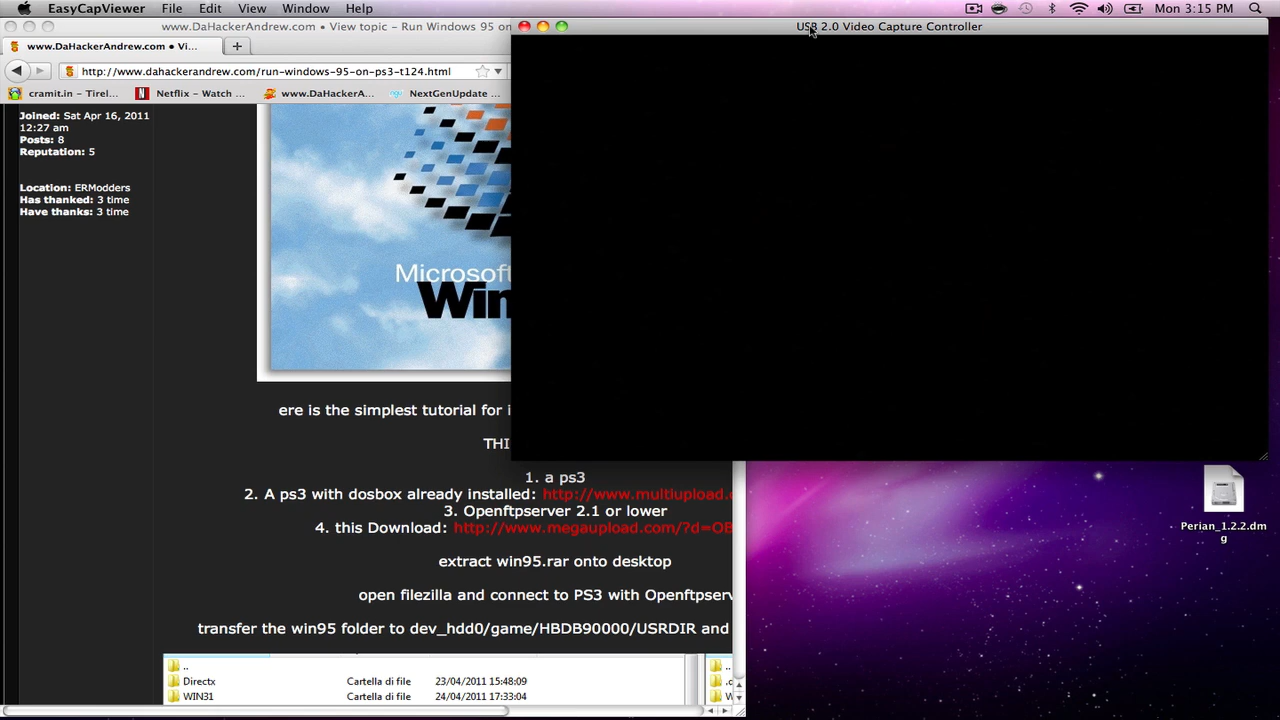 EasyCapViewer File Edit View Window Help Mon 3:15 PM
www.DaHackerAndrew.com • View topic - Run Windows 95 on
USB 2.0 Video Capture Controller
www.DaHackerAndrew.com • Vi...
http://www.dahackerandrew.com/run-windows-95-on-ps3-t124.html
cramit.in - Tirel... Netflix - Watch ... www.DaHackerA... NextGenUpdate ...
Joined: Sat Apr 16, 2011
12:27 am
Posts: 8
Reputation: 5
Location: ERModders
Has thanked: 3 time
Have thanks: 3 time
Microsoft
Win
ere is the simplest tutorial for i
THI
1. a ps3
2. A ps3 with dosbox already installed: http://www.multiupload.
3. Openftpserver 2.1 or lower
4. this Download: http://www.megaupload.com/?d=OB
extract win95.rar onto desktop
open filezilla and connect to PS3 with Openftpserv
transfer the win95 folder to dev_hdd0/game/HBDB90000/USRDIR and
..
Directx Cartella di file 23/04/2011 15:48:09
WIN31 Cartella di file 24/04/2011 17:33:04
Perian_1.2.2.dm
g